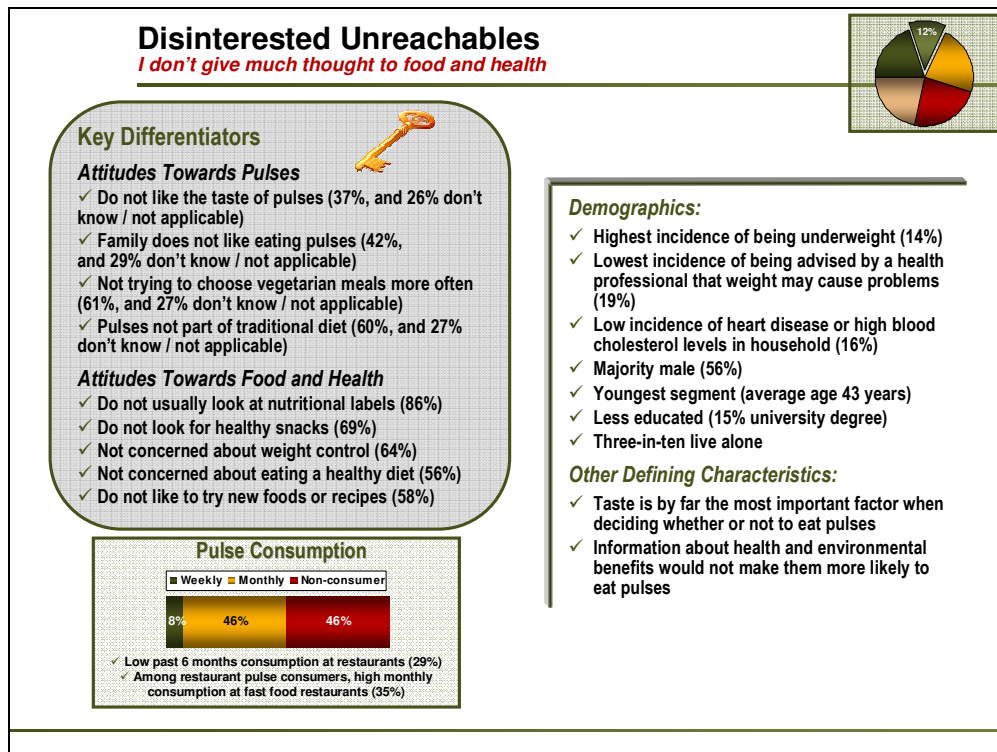 Disinterested Unreachables
I don't give much thought to food and health
12%
Key Differentiators
Attitudes Towards Pulses
✓ Do not like the taste of pulses (37%, and 26% don't
know / not applicable)
✓ Family does not like eating pulses (42%,
and 29% don't know / not applicable)
✓ Not trying to choose vegetarian meals more often
(61%, and 27% don't know / not applicable)
✓ Pulses not part of traditional diet (60%, and 27%
don't know / not applicable)
Attitudes Towards Food and Health
✓ Do not usually look at nutritional labels (86%)
✓ Do not look for healthy snacks (69%)
✓ Not concerned about weight control (64%)
✓ Not concerned about eating a healthy diet (56%)
✓ Do not like to try new foods or recipes (58%)
Pulse Consumption
Weekly Monthly Non-consumer
8% 46% 46%
✓ Low past 6 months consumption at restaurants (29%)
✓ Among restaurant pulse consumers, high monthly
consumption at fast food restaurants (35%)
Demographics:
✓ Highest incidence of being underweight (14%)
✓ Lowest incidence of being advised by a health
professional that weight may cause problems
(19%)
✓ Low incidence of heart disease or high blood
cholesterol levels in household (16%)
✓ Majority male (56%)
✓ Youngest segment (average age 43 years)
✓ Less educated (15% university degree)
✓ Three-in-ten live alone
Other Defining Characteristics:
✓ Taste is by far the most important factor when
deciding whether or not to eat pulses
✓ Information about health and environmental
benefits would not make them more likely to
eat pulses